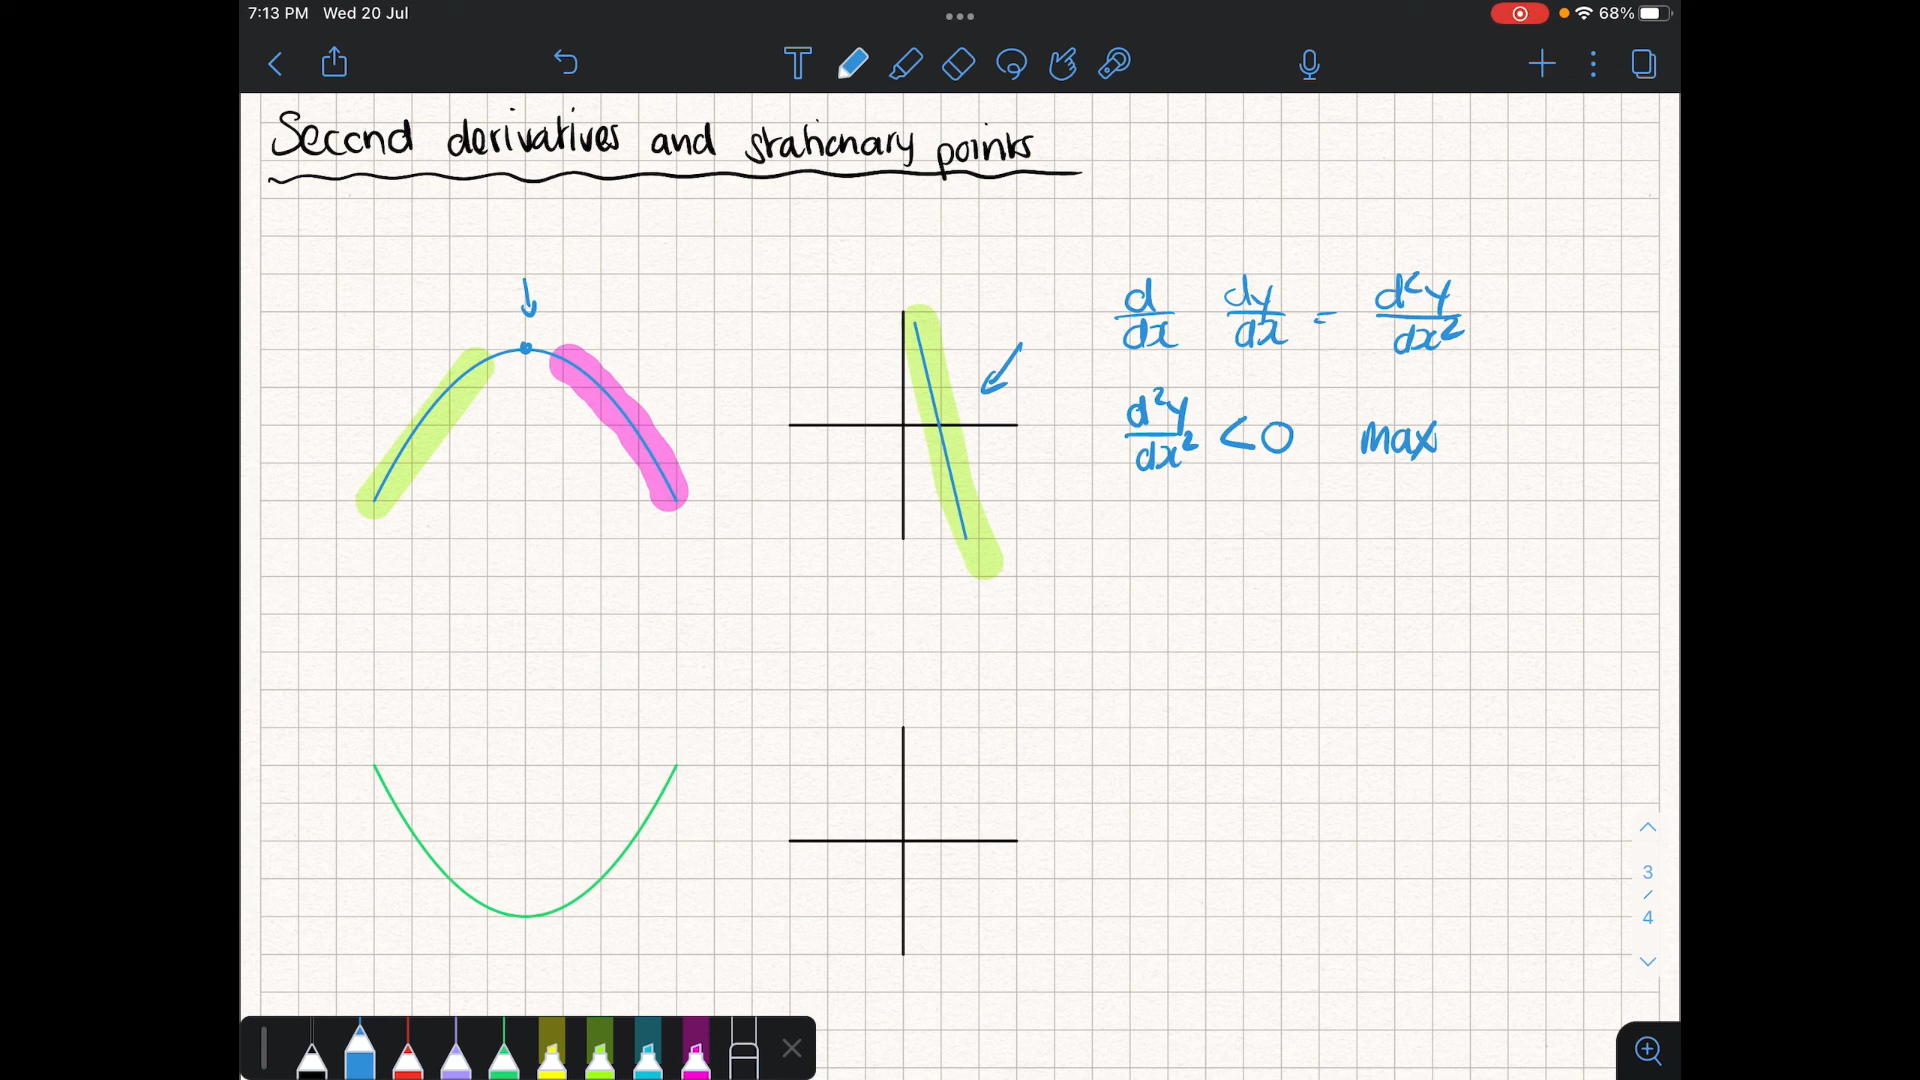 7:13 PM Wed 20 Jul
68%
T
Second derivatives and stationary points
d/dx dy/dx = d²y/dx²
d²y/dx² < 0 max
3
/
4